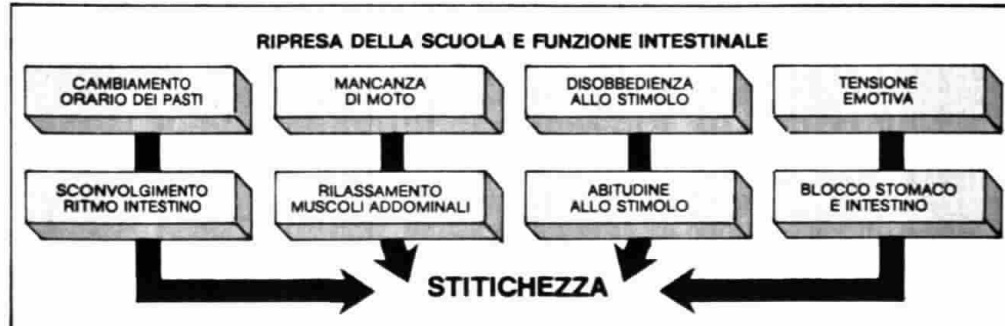 RIPRESA DELLA SCUOLA E FUNZIONE INTESTINALE
CAMBIAMENTO
ORARIO DEI PASTI
MANCANZA
DI MOTO
DISOBBEDIENZA
ALLO STIMOLO
TENSIONE
EMOTIVA
SCONVOLGIMENTO
RITMO INTESTINO
RILASSAMENTO
MUSCOLI ADDOMINALI
ABITUDINE
ALLO STIMOLO
BLOCCO STOMACO
E INTESTINO
STITICHEZZA